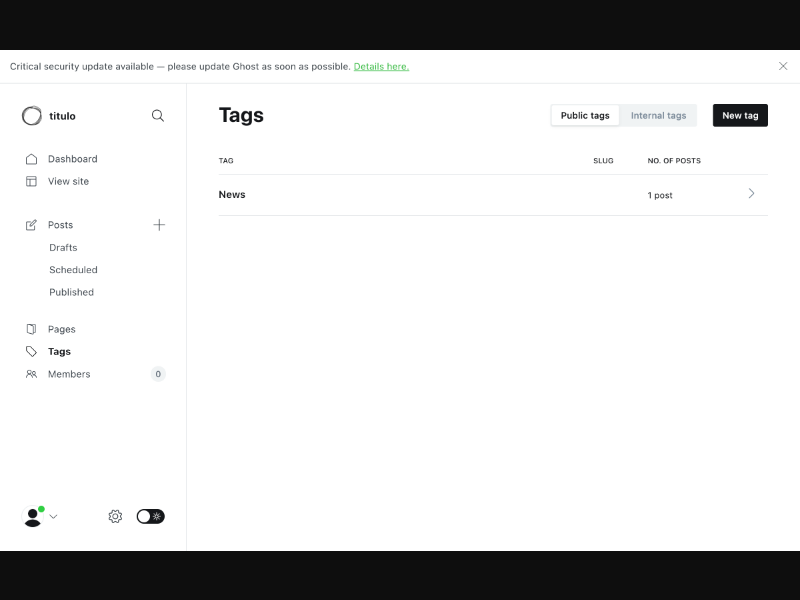 Critical security update available — please update Ghost as soon as possible. Details here.
titulo
Dashboard
View site
Posts
Drafts
Scheduled
Published
Pages
Tags
Members 0
Tags
Public tags Internal tags New tag
TAG SLUG NO. OF POSTS
News 1 post